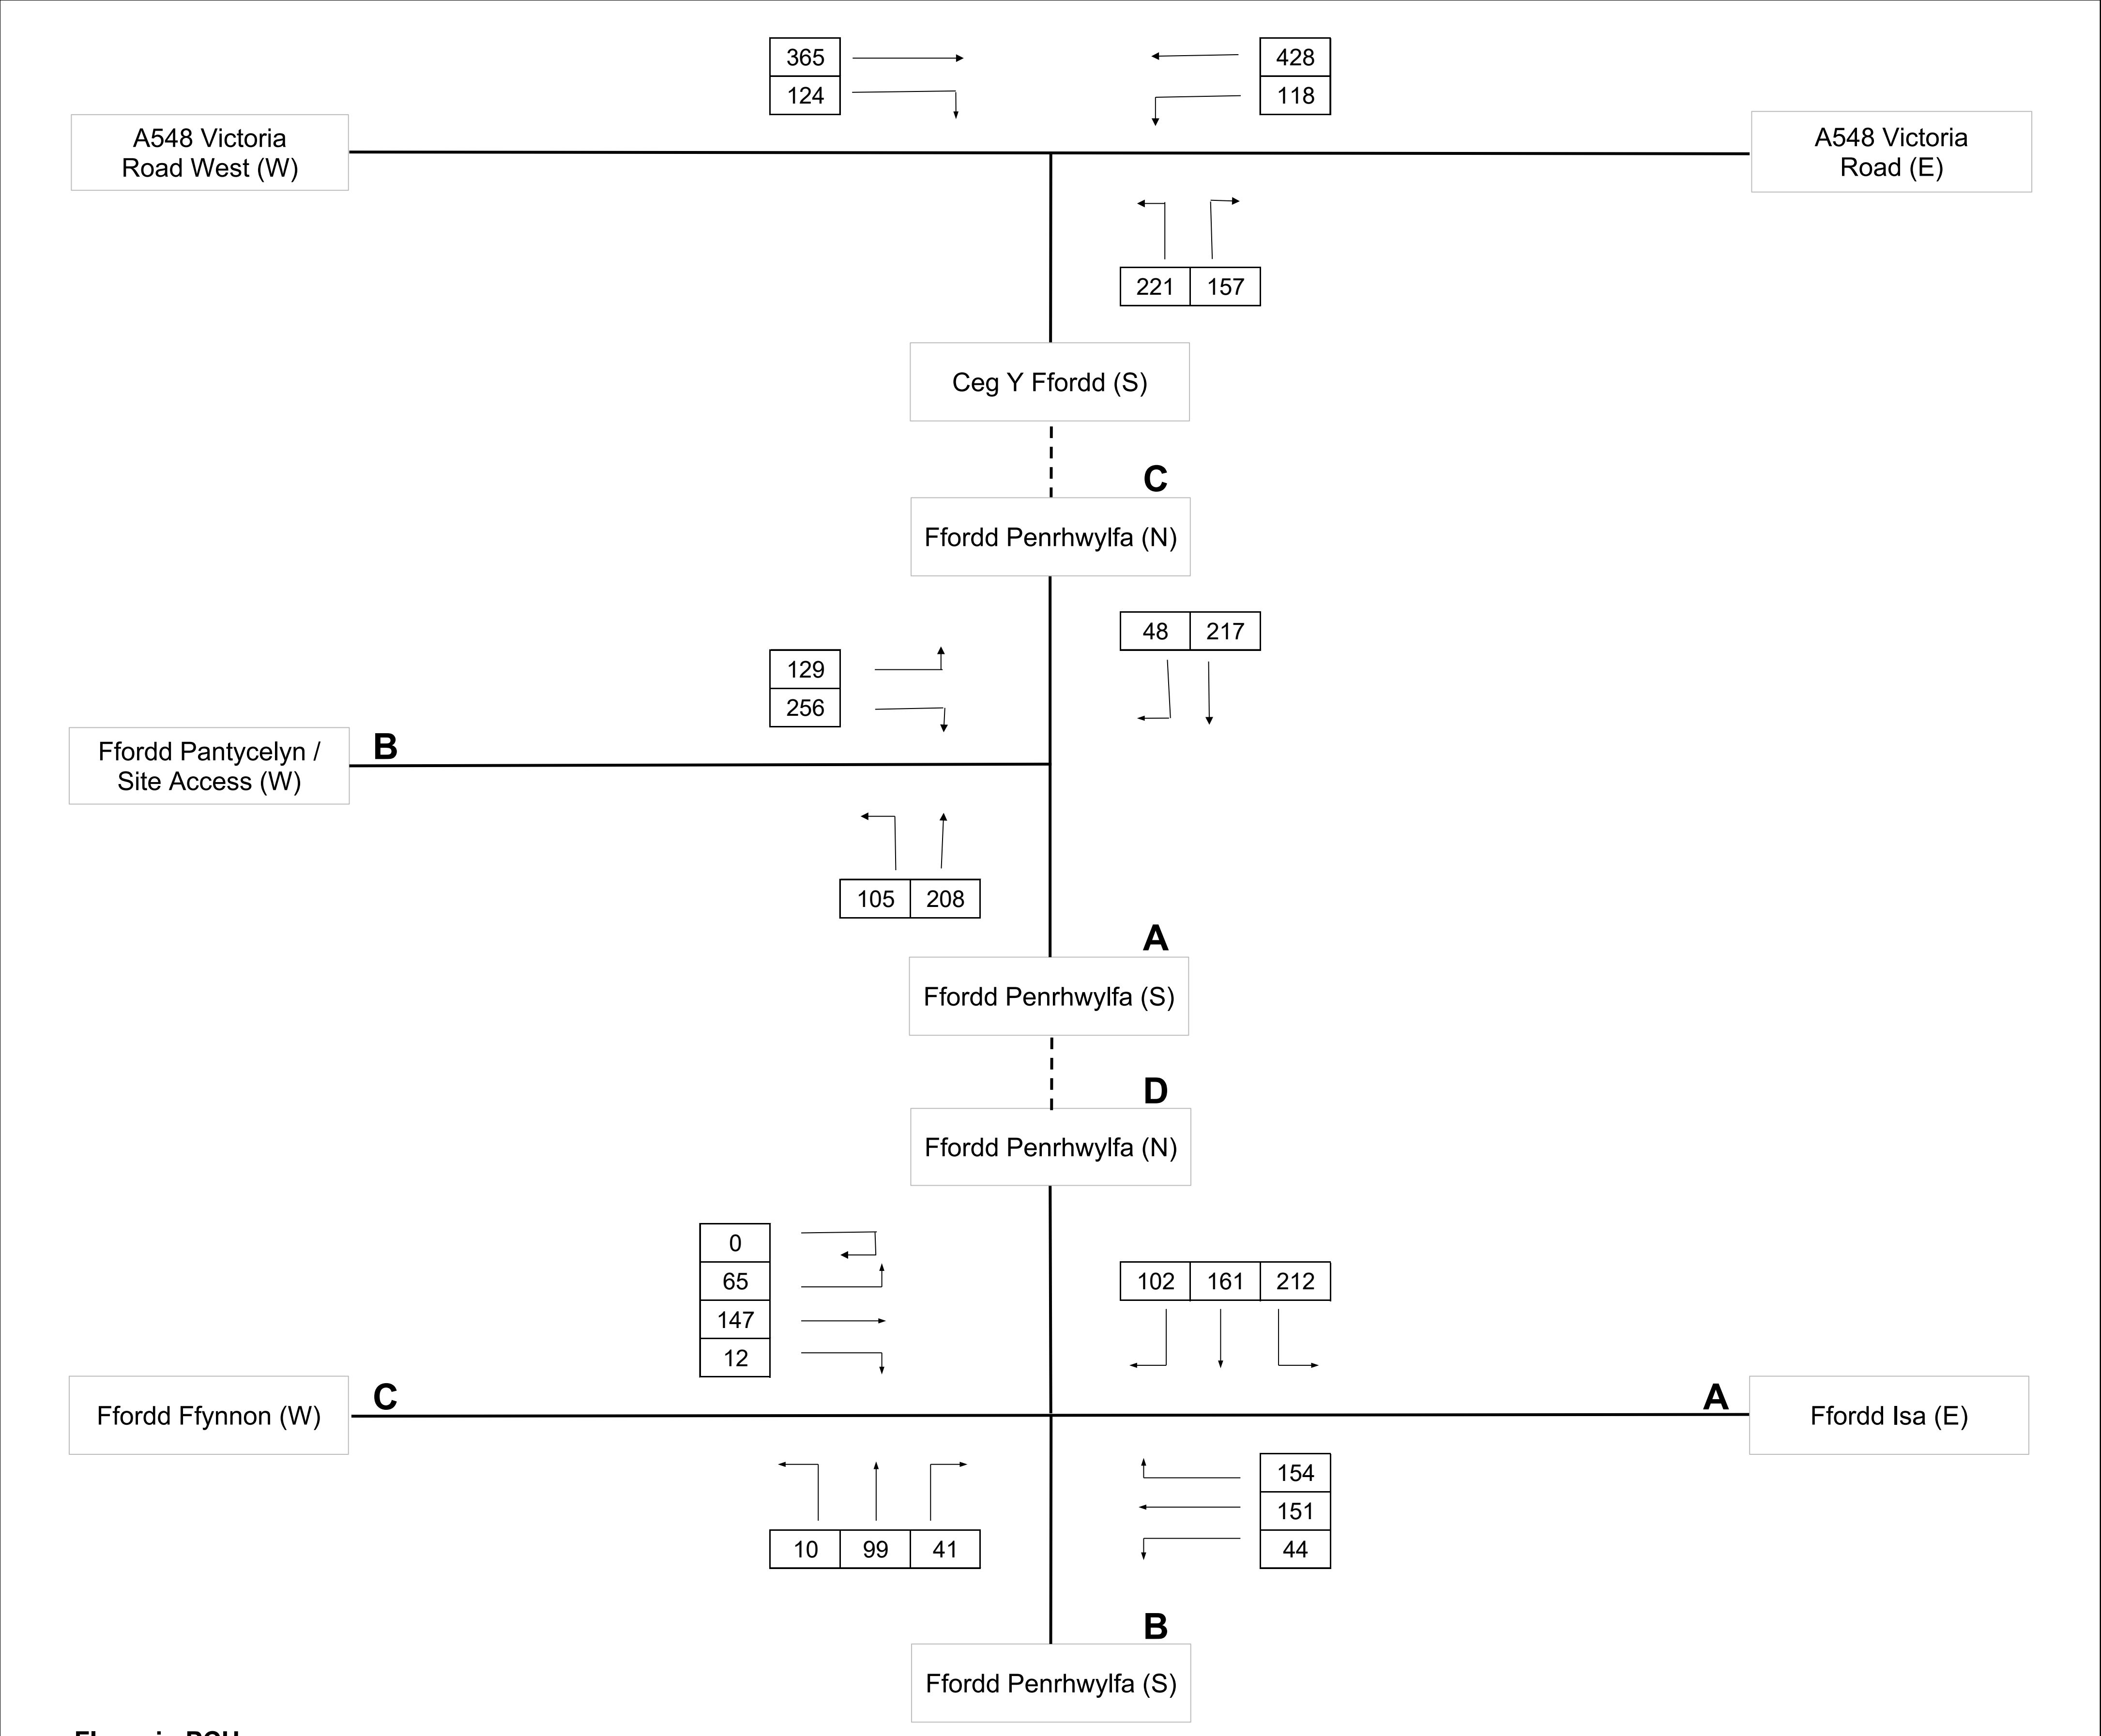 365
428
124
118
A548 Victoria
Road West (W)
A548 Victoria
Road (E)
221 157
Ceg Y Ffordd (S)
C
Ffordd Penrhwylfa (N)
48 217
129
256
B
Ffordd Pantycelyn /
Site Access (W)
105 208
A
Ffordd Penrhwylfa (S)
D
Ffordd Penrhwylfa (N)
0
65
147
12
102 161 212
C
Ffordd Ffynnon (W)
A
Ffordd Isa (E)
154
151
44
10 99 41
B
Ffordd Penrhwylfa (S)